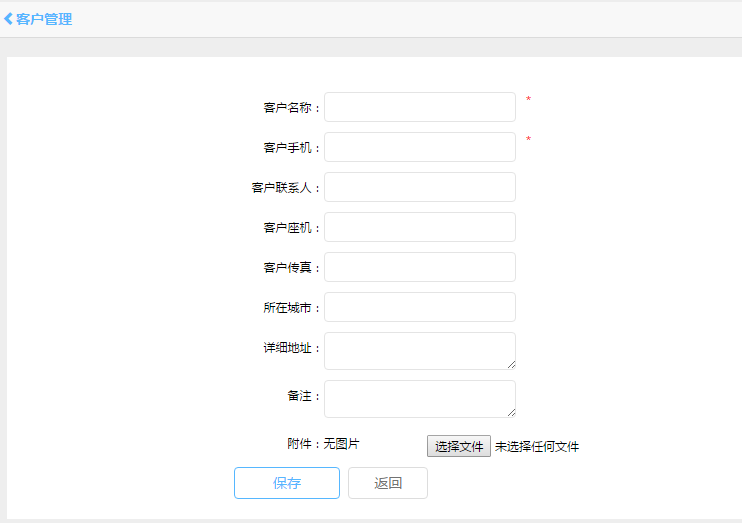 客户管理
客户名称：  *
客户手机：  *
客户联系人：
客户座机：
客户传真：
所在城市：
详细地址：
备注：
附件：无图片  选择文件 未选择任何文件
保存  返回